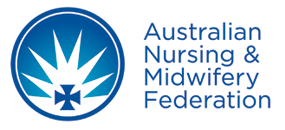 Australian
Nursing &
Midwifery
Federation